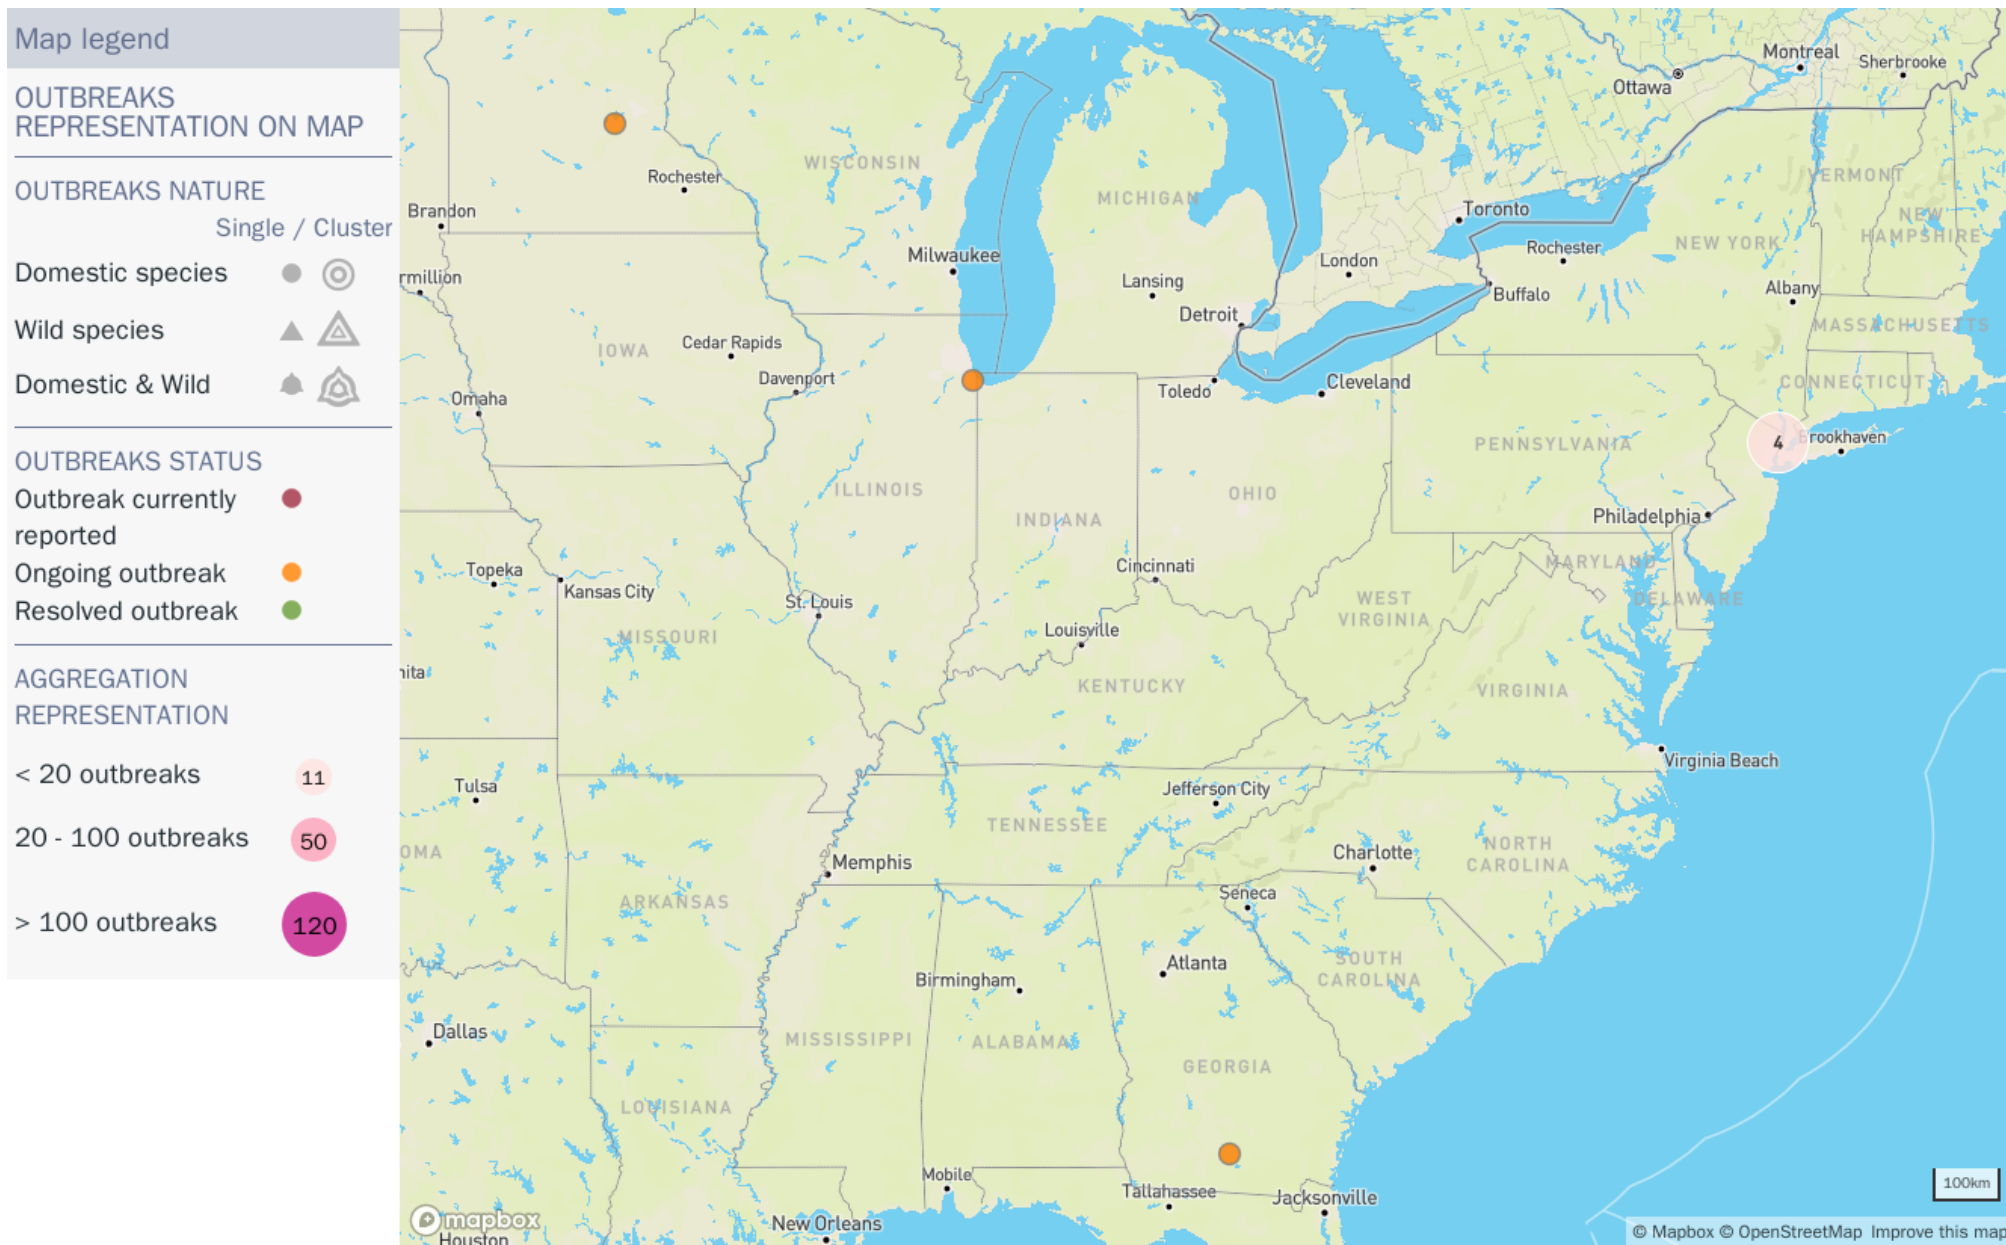 Map legend
OUTBREAKS
REPRESENTATION ON MAP
OUTBREAKS NATURE
Single / Cluster
Domestic species
Wild species
Domestic & Wild
OUTBREAKS STATUS
Outbreak currently
reported
Ongoing outbreak
Resolved outbreak
AGGREGATION
REPRESENTATION
< 20 outbreaks 11
20 - 100 outbreaks 50
> 100 outbreaks 120
Montreal
Sherbrooke
Ottawa
WISCONSIN
Rochester
VERMONT
MICHIGAN
Brandon
Toronto
NEW
HAMPSHIRE
NEW YORK
Rochester
Milwaukee
London
rmillion
Lansing
Albany
Buffalo
Detroit
MASSACHUSETTS
Cedar Rapids
IOWA
Davenport
Toledo
Cleveland
CONNECTICUT
Omaha
4
Brookhaven
PENNSYLVANIA
ILLINOIS
OHIO
INDIANA
Philadelphia
MARYLAND
Cincinnati
Topeka
Kansas City
St. Louis
WEST
VIRGINIA
DELAWARE
MISSOURI
Louisville
nita
KENTUCKY
VIRGINIA
Virginia Beach
Tulsa
Jefferson City
TENNESSEE
OMA
NORTH
CAROLINA
Charlotte
Memphis
Seneca
ARKANSAS
SOUTH
CAROLINA
Atlanta
Birmingham
Dallas
MISSISSIPPI
ALABAMA
GEORGIA
LOUISIANA
Mobile
Tallahassee
Jacksonville
100km
mapbox
New Orleans
Houston
© Mapbox © OpenStreetMap Improve this map